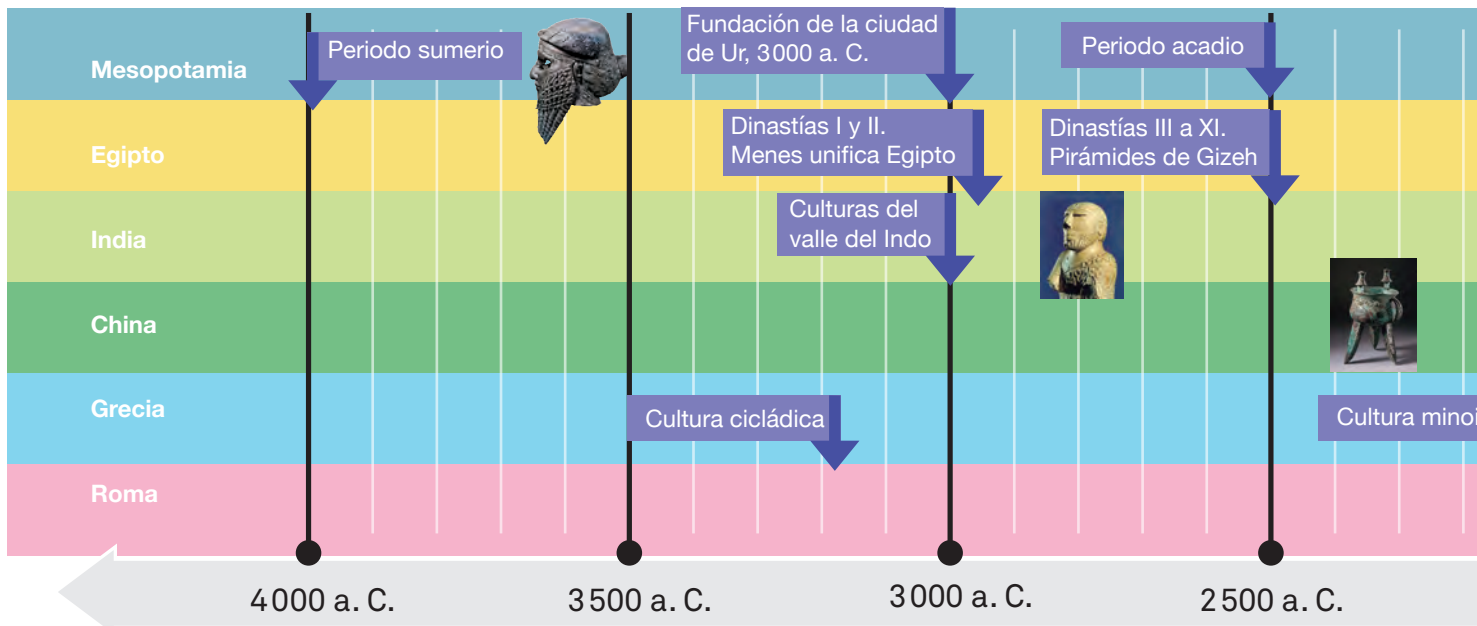 Mesopotamia
Periodo sumerio
Fundación de la ciudad
de Ur, 3000 a. C.
Periodo acadio
Egipto
Dinastías I y II.
Menes unifica Egipto
Dinastías III a XI.
Pirámides de Gizeh
India
Culturas del
valle del Indo
China
Grecia
Cultura cicládica
Cultura minoi
Roma
4000 a. C.
3500 a. C.
3000 a. C.
2500 a. C.